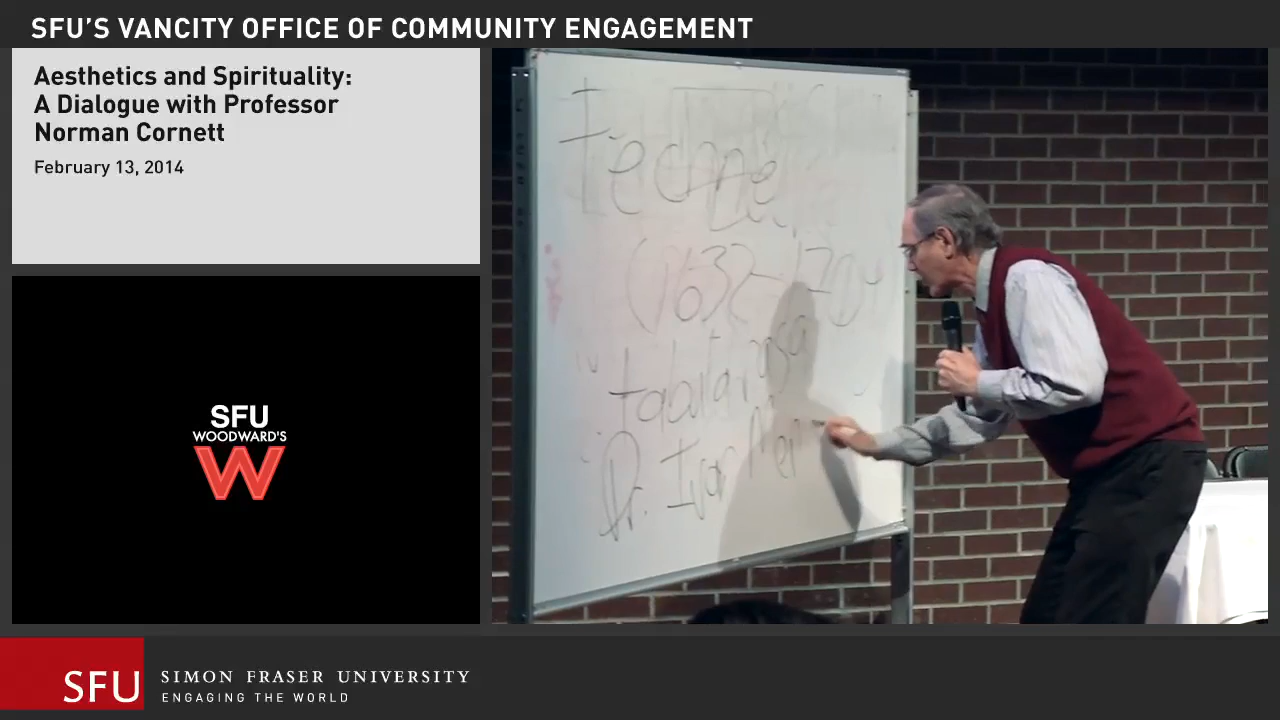 SFU'S VANCITY OFFICE OF COMMUNITY ENGAGEMENT
Aesthetics and Spirituality:
A Dialogue with Professor
Norman Cornett
February 13, 2014
SFU
WOODWARD'S
W
Techne
(1632-1704
tabula rasa
Dr. Ivar
SFU
SIMON FRASER UNIVERSITY
ENGAGING THE WORLD